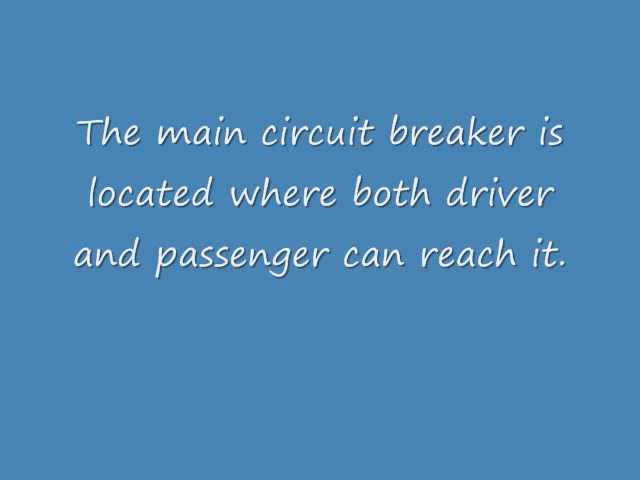 The main circuit breaker is
located where both driver
and passenger can reach it.